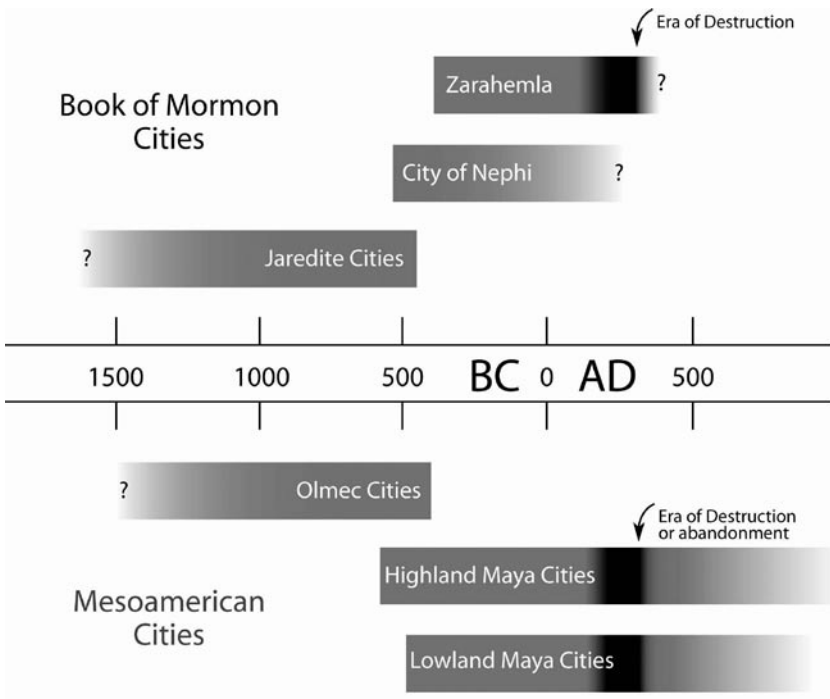 Era of Destruction
Zarahemla
?
Book of Mormon
Cities
City of Nephi
?
Jaredite Cities
?
1500 1000 500 BC 0 AD 500
Olmec Cities
?
Era of Destruction
or abandonment
Highland Maya Cities
Mesoamerican
Cities
Lowland Maya Cities